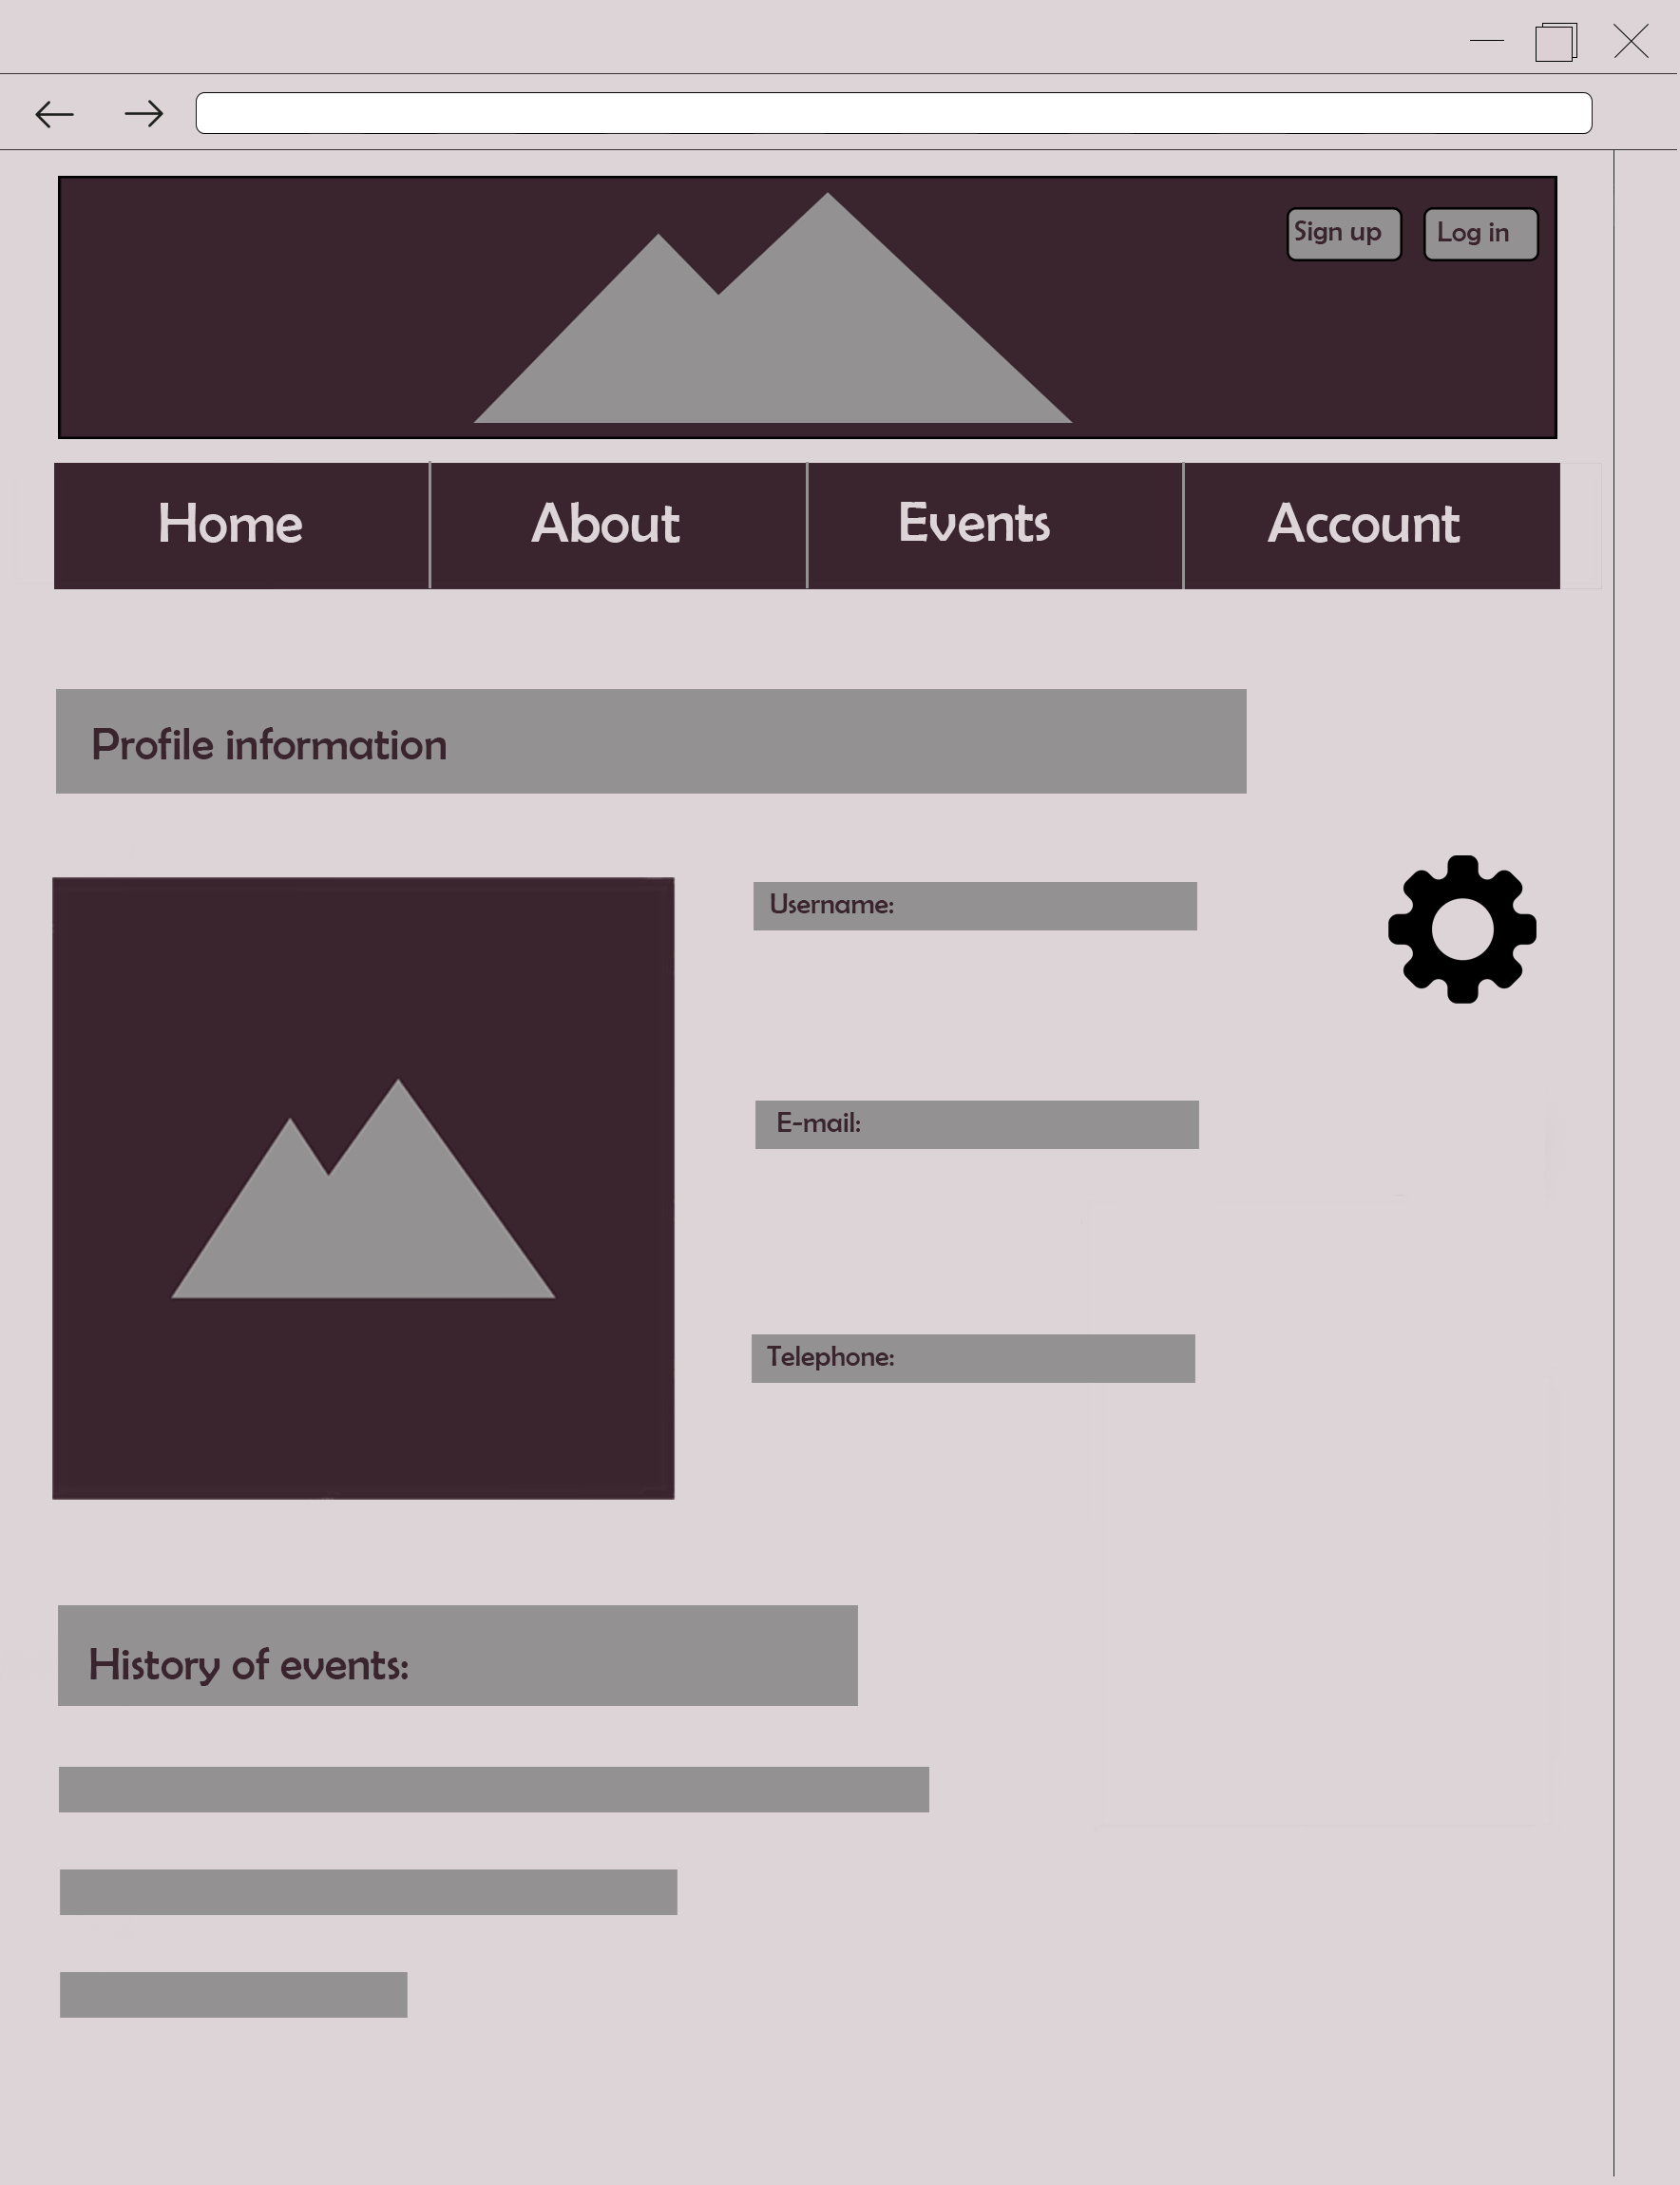 Sign up
Log in
Home
About
Events
Account
Profile information
Username:
E-mail:
Telephone:
History of events: